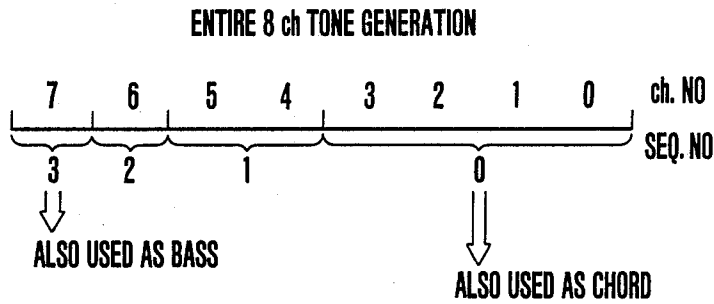 ENTIRE 8 ch TONE GENERATION
7 6 5 4 3 2 1 0 ch. NO
3 2 1 0 SEQ. NO
ALSO USED AS BASS
ALSO USED AS CHORD